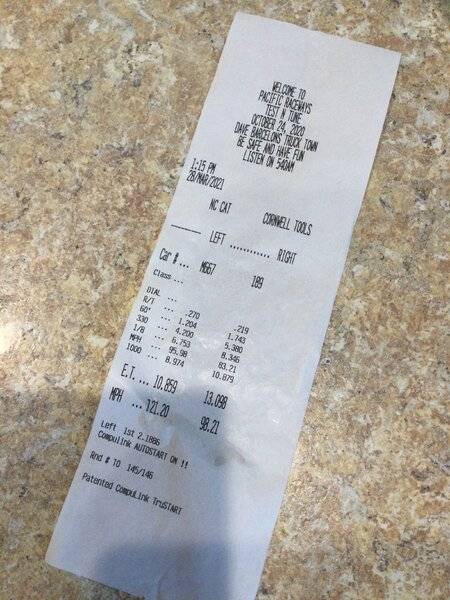 WELCOME TO
PACIFIC RACEWAYS
TEST N TUNE
OCTOBER 24, 2020
DAVE BARCELONS TRUCK TOWN
BE SAFE AND HAVE FUN
LISTEN ON 540AM
1:15 PM
28/MAR/2021
NC CAT CORNWELL TOOLS
-------- LEFT ............ RIGHT
Car # ... M667 189
Class ...
DIAL ...
R/T ... .270 .219
60' ... 1.204 1.743
330 ... 4.200 5.380
1/8 ... 6.753 8.346
MPH ... 95.98 83.21
1000 ... 8.974 10.879
E.T. ... 10.859 13.098
MPH ... 121.20 98.21
Left 1st 2.1886
CompuLink AUTOSTART ON !!
Rnd # TO 145/146
Patented CompuLink TruSTART